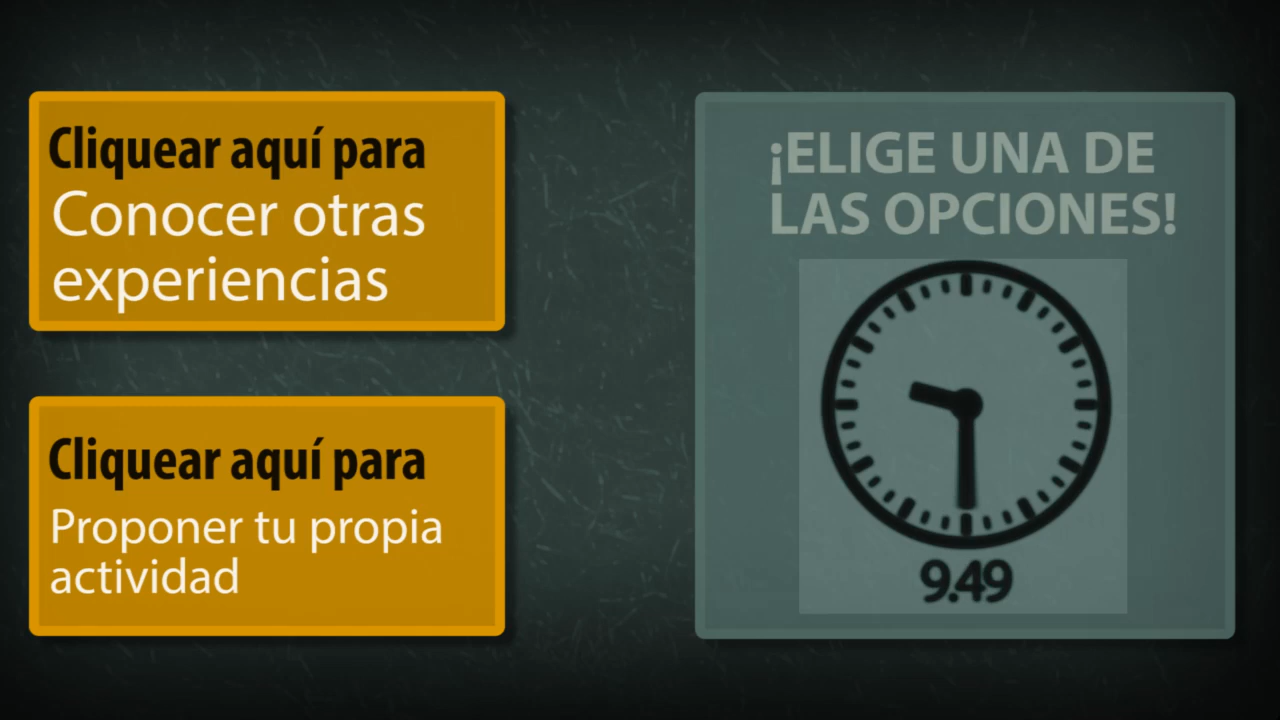 Cliquear aquí para
Conocer otras
experiencias
Cliquear aquí para
Proponer tu propia
actividad
¡ELIGE UNA DE
LAS OPCIONES!
9.49